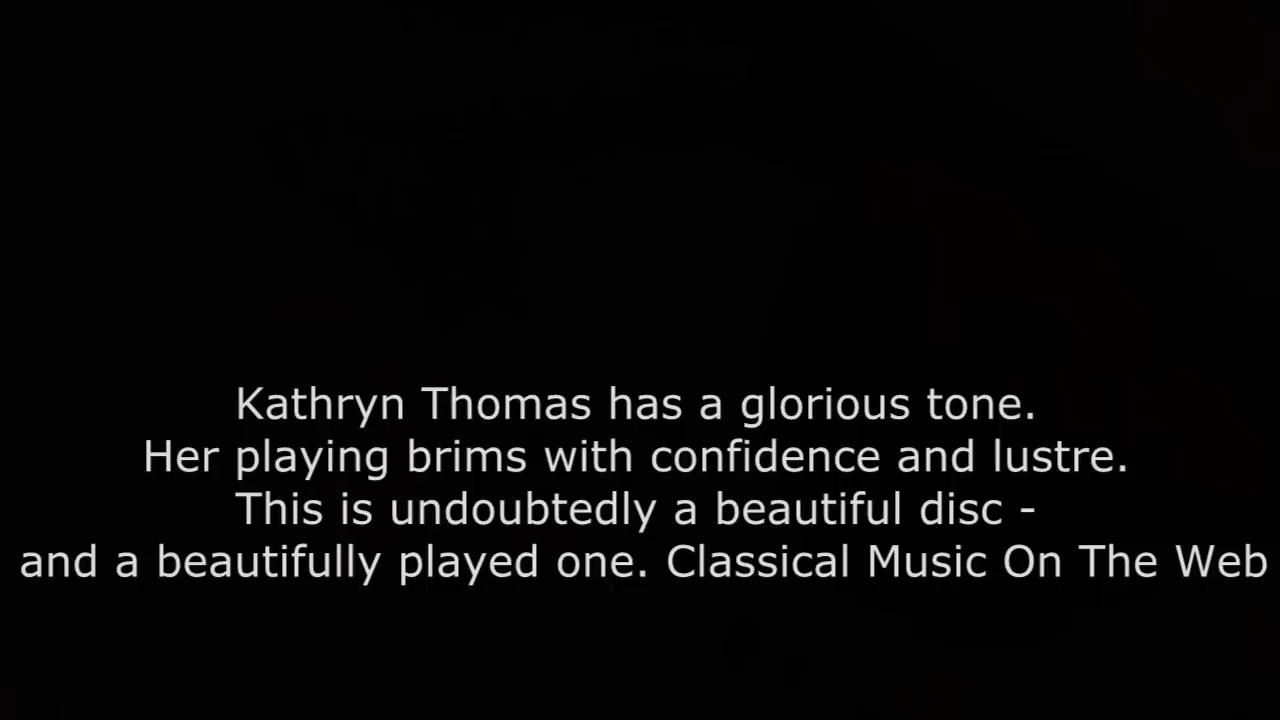 Kathryn Thomas has a glorious tone.
Her playing brims with confidence and lustre.
This is undoubtedly a beautiful disc -
and a beautifully played one. Classical Music On The Web